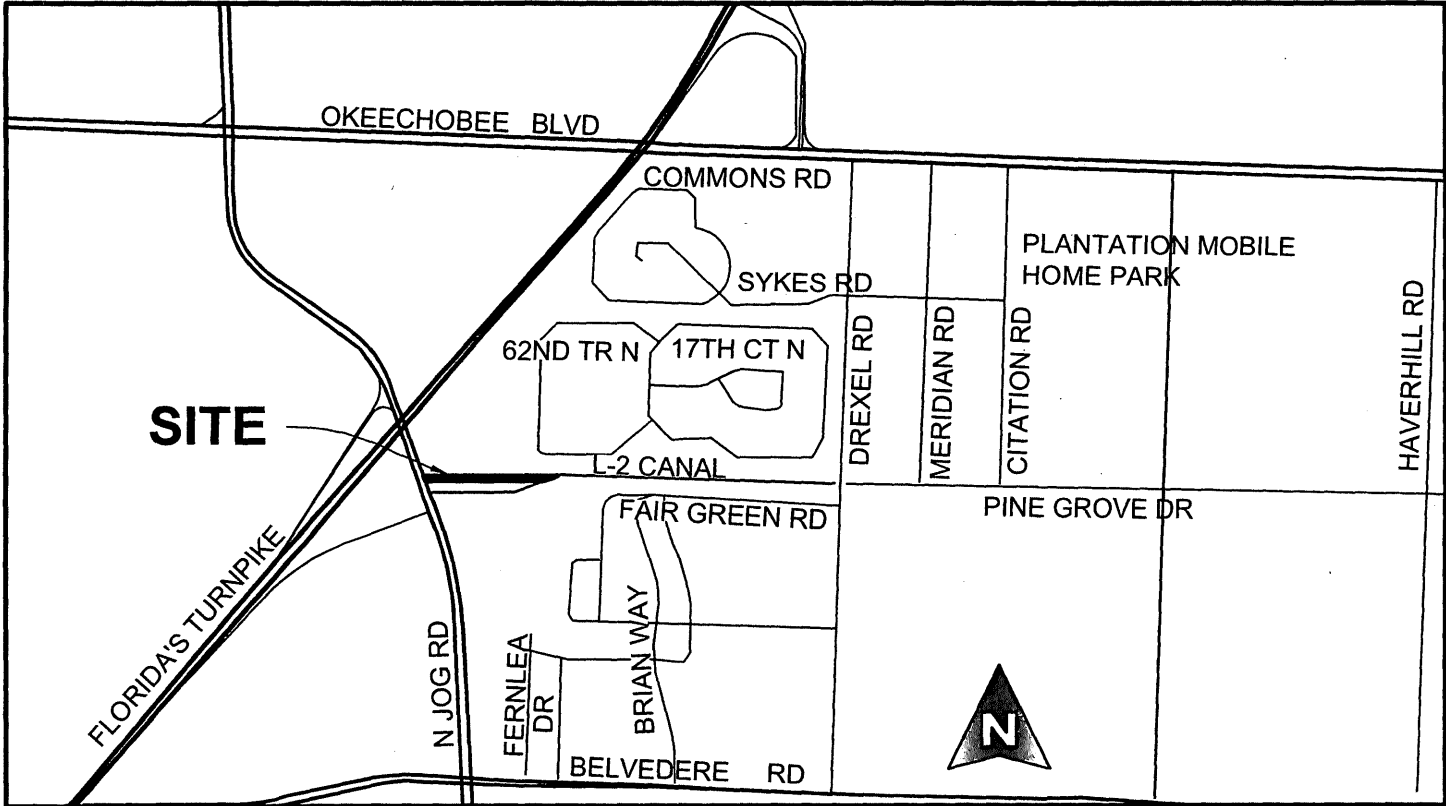 OKEECHOBEE BLVD
COMMONS RD
PLANTATION MOBILE
HOME PARK
SYKES RD
62ND TR N
17TH CT N
DREXEL RD
MERIDIAN RD
CITATION RD
HAVERHILL RD
SITE
L-2 CANAL
FAIR GREEN RD
PINE GROVE DR
FLORIDA'S TURNPIKE
N JOG RD
FERNLEA
DR
BRIAN WAY
N
BELVEDERE RD